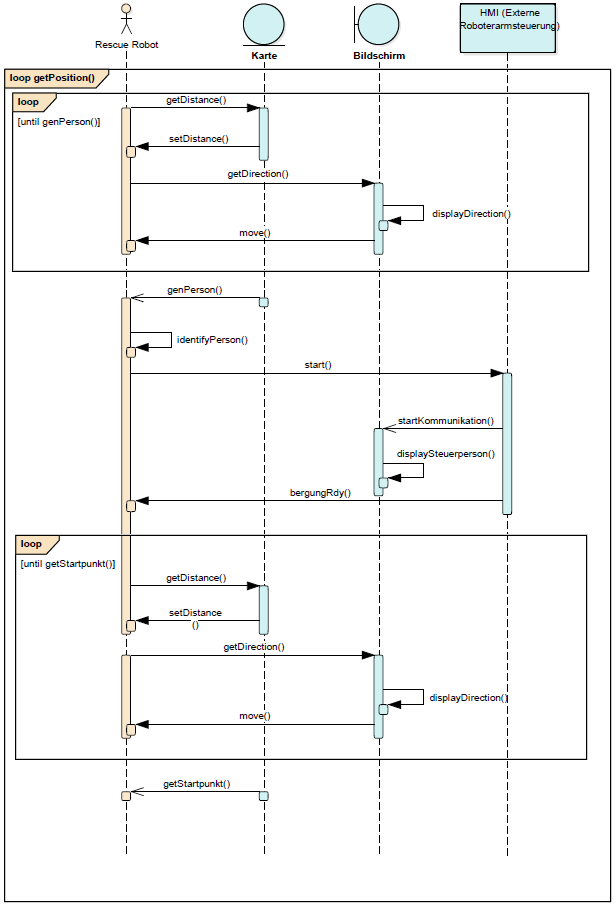 HMI (Externe
Roboterarmsteuerung)
Rescue Robot
Karte
Bildschirm
loop getPosition()
loop
getDistance()
[until genPerson()]
setDistance()
getDirection()
displayDirection()
move()
genPerson()
identifyPerson()
start()
startKommunikation()
displaySteuerperson()
bergungRdy()
loop
[until getStartpunkt()]
getDistance()
setDistance
()
getDirection()
displayDirection()
move()
getStartpunkt()